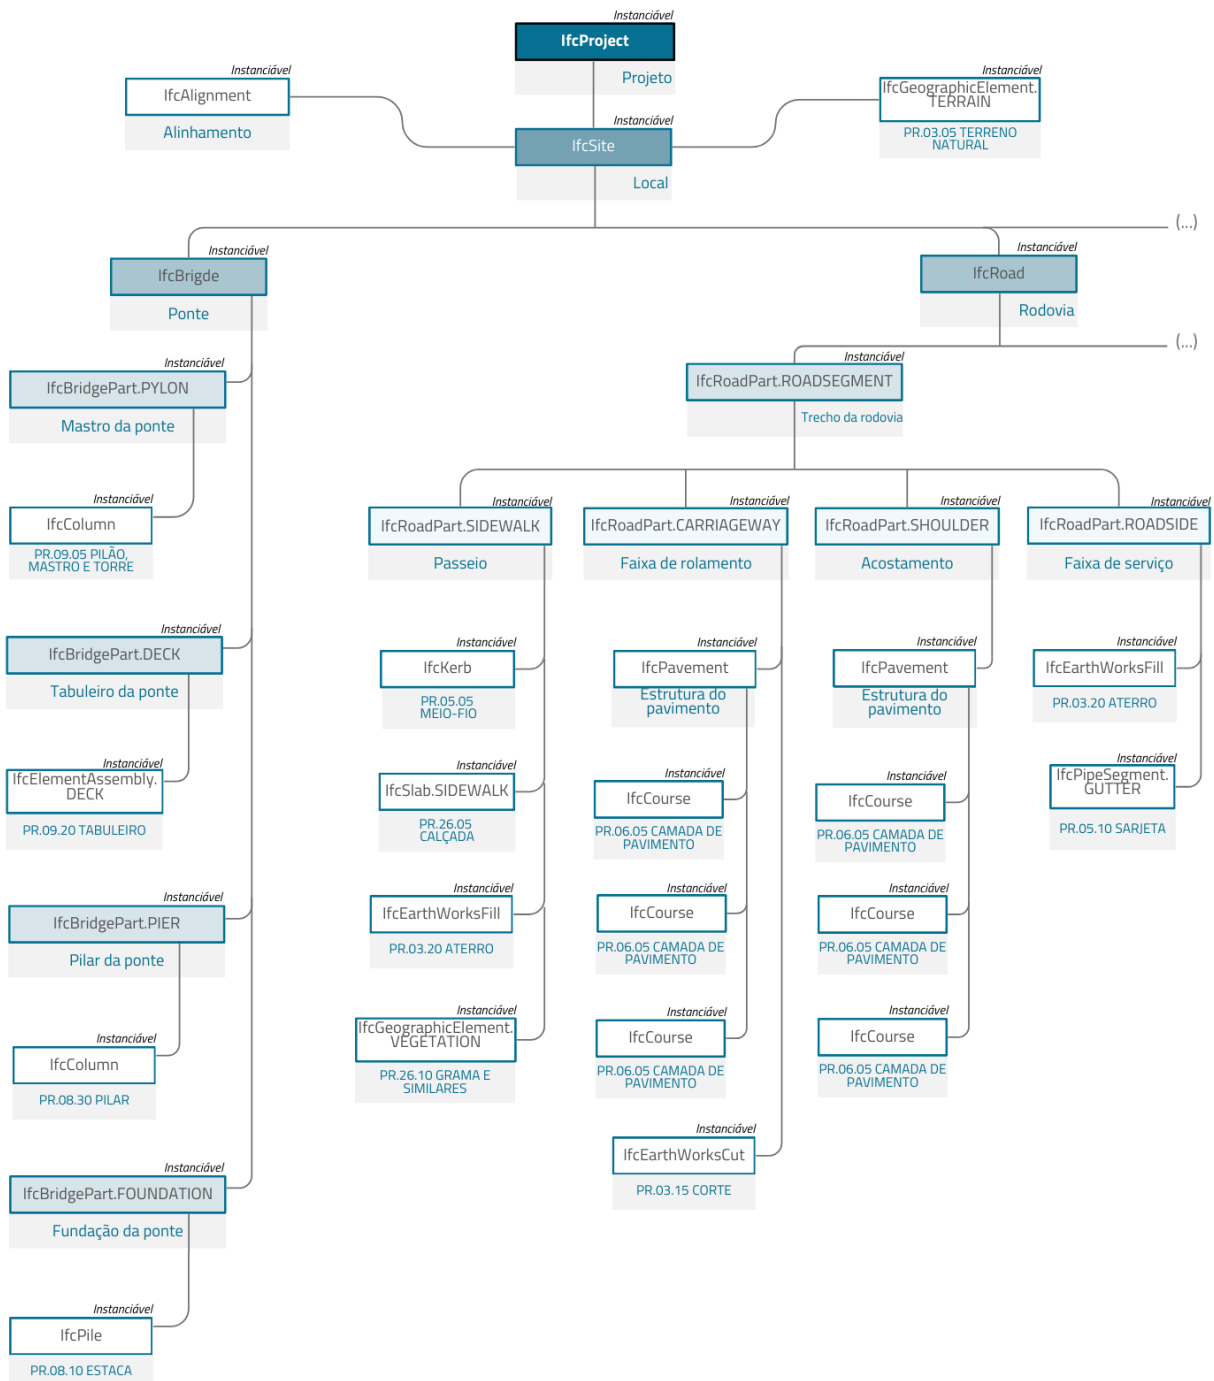 Instanciável
IfcProject
Projeto
Instanciável
IfcAlignment
Alinhamento
Instanciável
IfcGeographicElement.
TERRAIN
PR.03.05 TERRENO
NATURAL
Instanciável
IfcSite
Local
(...)
Instanciável
IfcBrigde
Ponte
Instanciável
IfcRoad
Rodovia
(...)
Instanciável
IfcBridgePart.PYLON
Mastro da ponte
Instanciável
IfcColumn
PR.09.05 PILÃO,
MASTRO E TORRE
Instanciável
IfcBridgePart.DECK
Tabuleiro da ponte
Instanciável
IfcElementAssembly.
DECK
PR.09.20 TABULEIRO
Instanciável
IfcBridgePart.PIER
Pilar da ponte
Instanciável
IfcColumn
PR.08.30 PILAR
Instanciável
IfcBridgePart.FOUNDATION
Fundação da ponte
Instanciável
IfcPile
PR.08.10 ESTACA
Instanciável
IfcRoadPart.ROADSEGMENT
Trecho da rodovia
Instanciável
IfcRoadPart.SIDEWALK
Passeio
Instanciável
IfcKerb
PR.05.05
MEIO-FIO
Instanciável
IfcSlab.SIDEWALK
PR.26.05
CALÇADA
Instanciável
IfcEarthWorksFill
PR.03.20 ATERRO
Instanciável
IfcGeographicElement.
VEGETATION
PR.26.10 GRAMA E
SIMILARES
Instanciável
IfcRoadPart.CARRIAGEWAY
Faixa de rolamento
Instanciável
IfcPavement
Estrutura do
pavimento
Instanciável
IfcCourse
PR.06.05 CAMADA DE
PAVIMENTO
Instanciável
IfcCourse
PR.06.05 CAMADA DE
PAVIMENTO
Instanciável
IfcCourse
PR.06.05 CAMADA DE
PAVIMENTO
Instanciável
IfcEarthWorksCut
PR.03.15 CORTE
Instanciável
IfcRoadPart.SHOULDER
Acostamento
Instanciável
IfcPavement
Estrutura do
pavimento
Instanciável
IfcCourse
PR.06.05 CAMADA DE
PAVIMENTO
Instanciável
IfcCourse
PR.06.05 CAMADA DE
PAVIMENTO
Instanciável
IfcCourse
PR.06.05 CAMADA DE
PAVIMENTO
Instanciável
IfcRoadPart.ROADSIDE
Faixa de serviço
Instanciável
IfcEarthWorksFill
PR.03.20 ATERRO
Instanciável
IfcPipeSegment.
GUTTER
PR.05.10 SARJETA